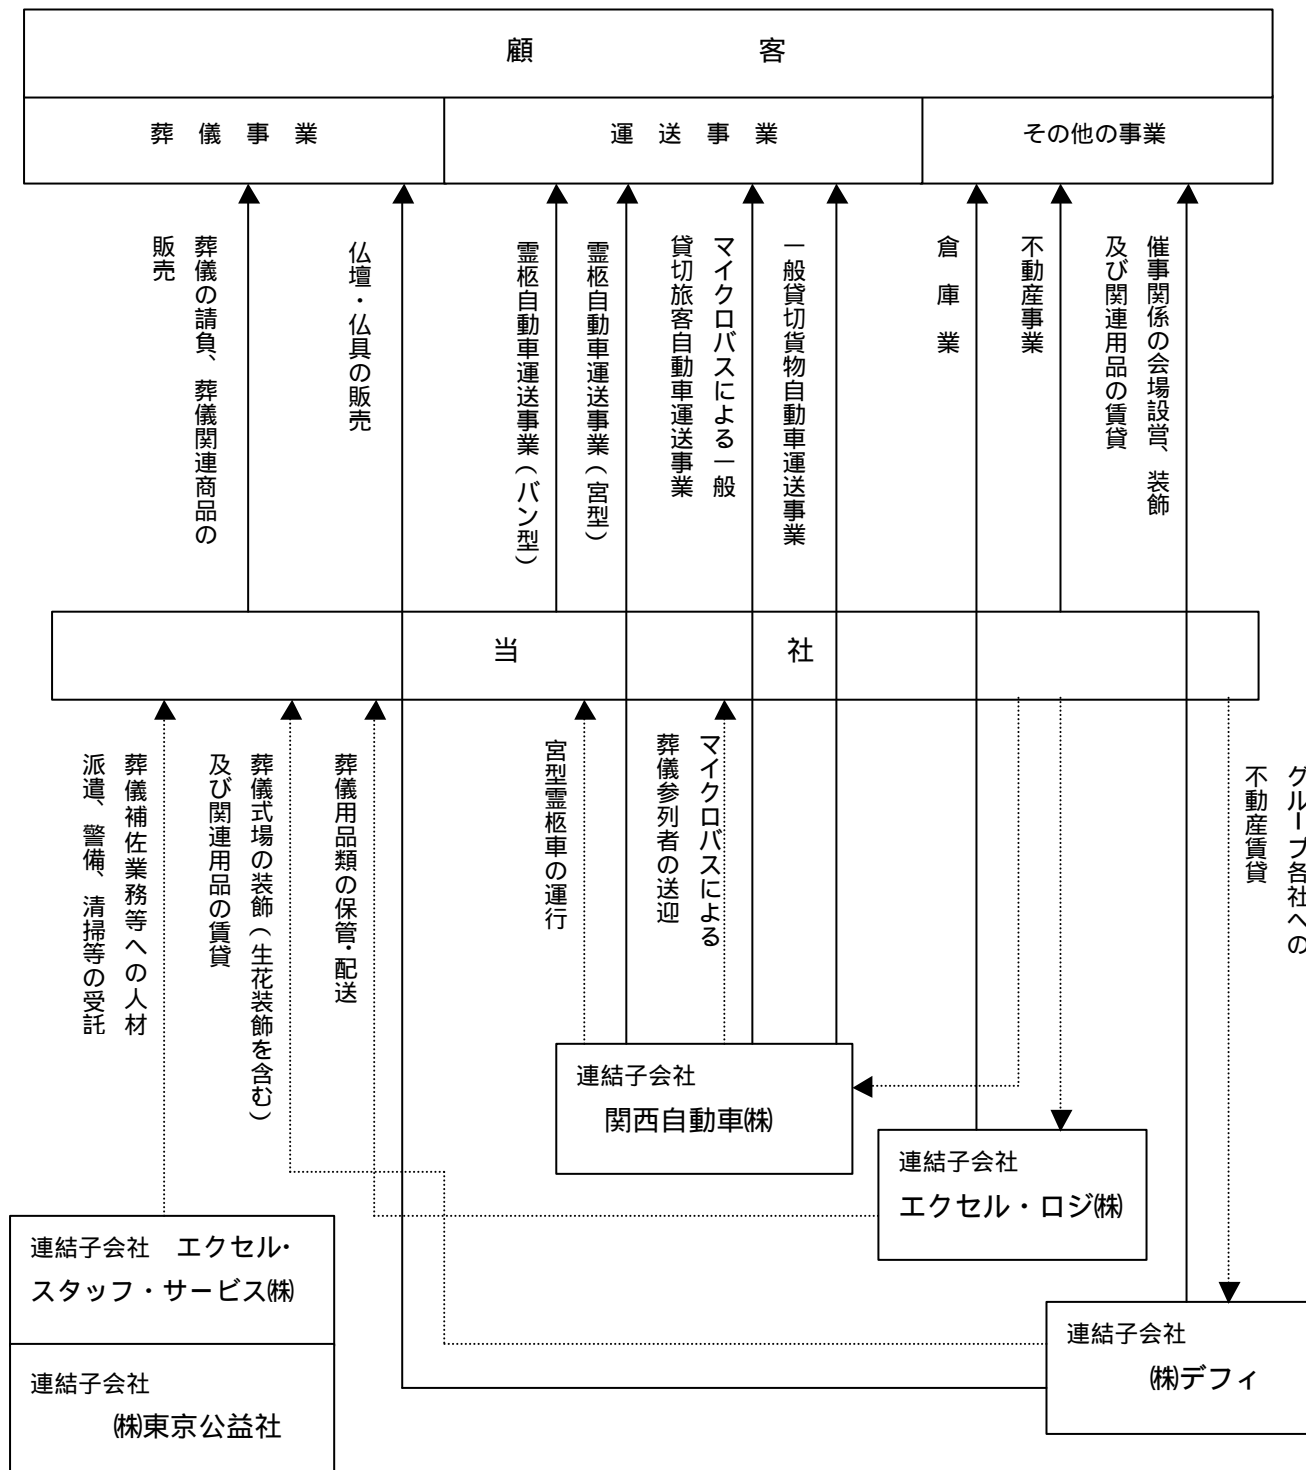 顧客
葬儀事業
運送事業
その他の事業
葬儀の請負、葬儀関連商品の
販売
仏壇・仏具の販売
霊柩自動車運送事業(バン型)
霊柩自動車運送事業(宮型)
マイクロバスによる一般
貸切旅客自動車運送事業
一般貸切貨物自動車運送事業
倉庫業
不動産事業
催事関係の会場設営、装飾
及び関連用品の賃貸
当社
葬儀補佐業務等への人材
派遣、警備、清掃等の受託
葬儀式場の装飾(生花装飾を含む)
及び関連用品の賃貸
葬儀用品類の保管・配送
宮型霊柩車の運行
マイクロバスによる
葬儀参列者の送迎
グループ各社への
不動産賃貸
連結子会社
関西自動車㈱
連結子会社
エクセル・ロジ㈱
連結子会社 エクセル・
スタッフ・サービス㈱
連結子会社
㈱東京公益社
連結子会社
㈱デフィ